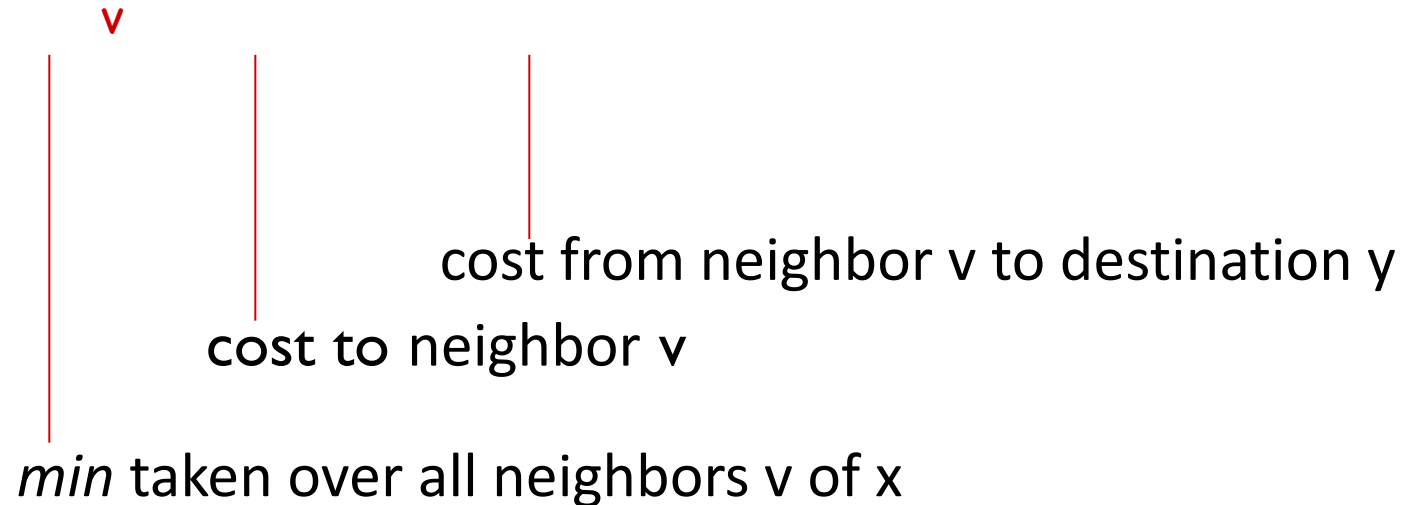 v
cost from neighbor v to destination y
cost to neighbor v
min taken over all neighbors v of x